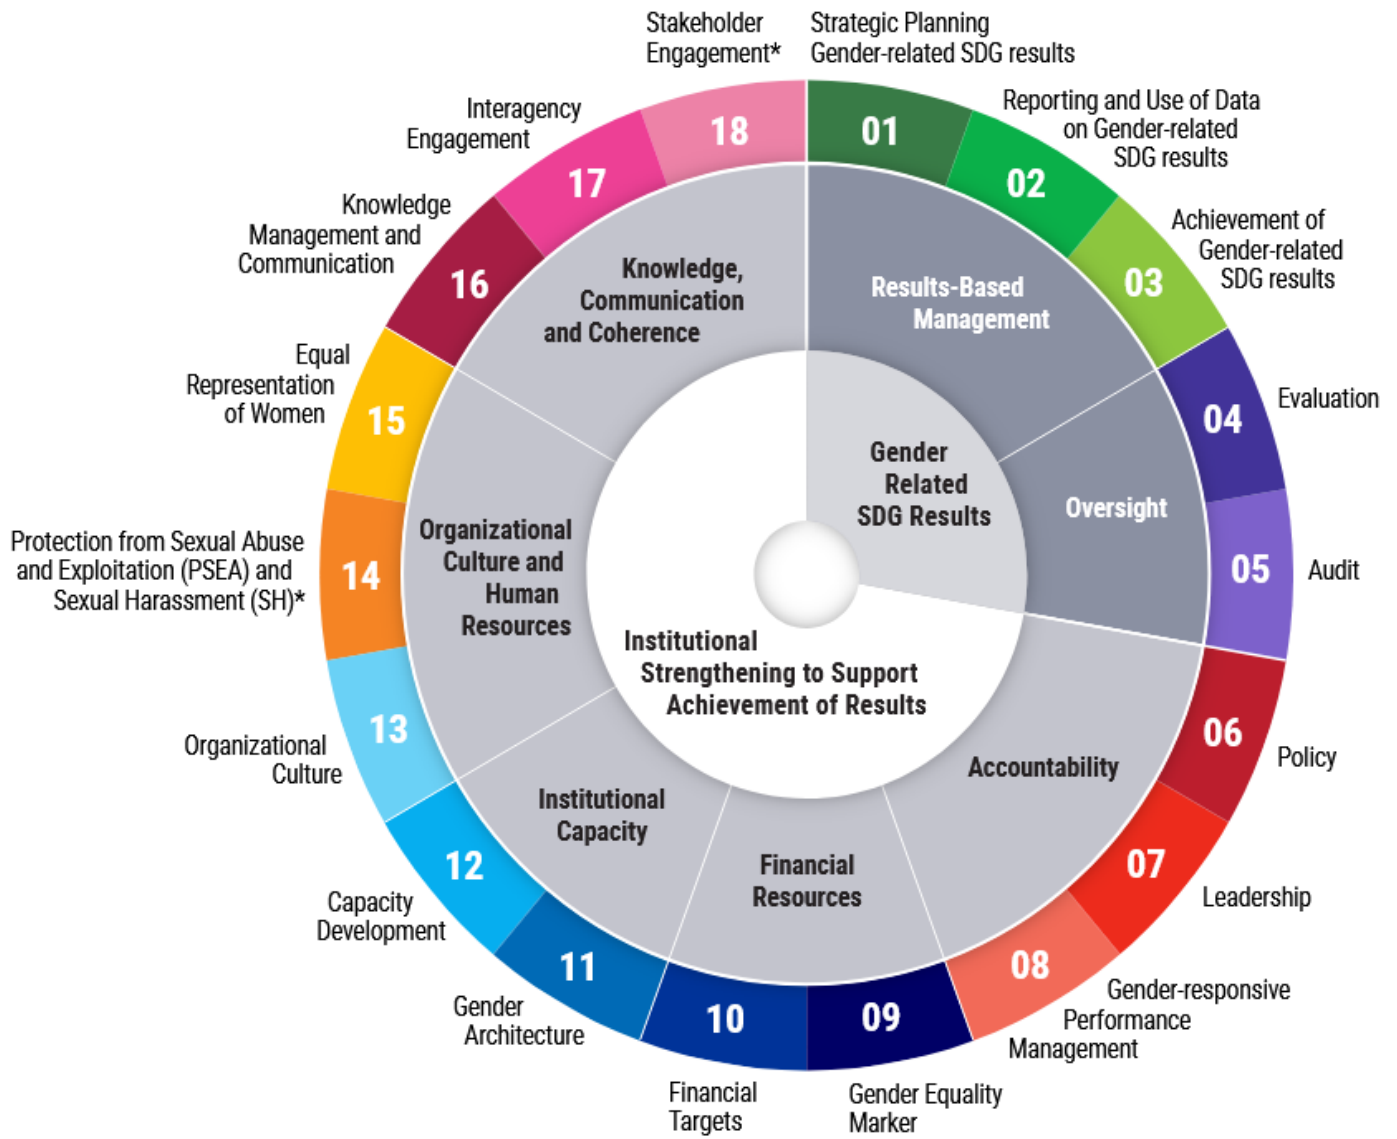 Stakeholder
Engagement*
Strategic Planning
Gender-related SDG results
Interagency
Engagement
Reporting and Use of Data
on Gender-related
SDG results
Knowledge
Management and
Communication
Achievement of
Gender-related
SDG results
Equal
Representation
of Women
Evaluation
Protection from Sexual Abuse
and Exploitation (PSEA) and
Sexual Harassment (SH)*
Audit
Organizational
Culture
Policy
Capacity
Development
Leadership
Gender
Architecture
Gender-responsive
Performance
Management
Financial
Targets
Gender Equality
Marker
01
02
03
04
05
06
07
08
09
10
11
12
13
14
15
16
17
18
Knowledge,
Communication
and Coherence
Results-Based
Management
Oversight
Organizational
Culture and
Human
Resources
Accountability
Institutional
Capacity
Financial
Resources
Gender
Related
SDG Results
Institutional
Strengthening to Support
Achievement of Results